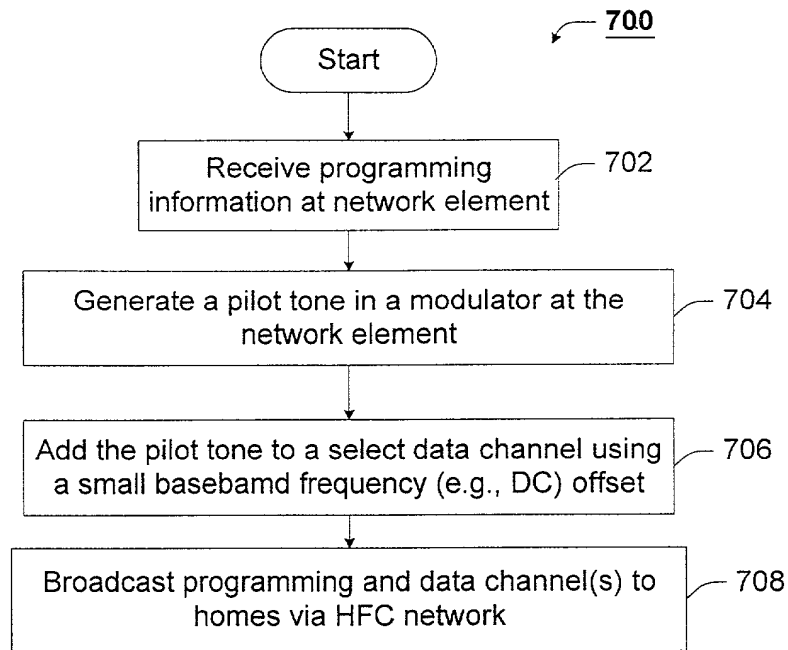 700
Start
Receive programming
information at network element
702
Generate a pilot tone in a modulator at the
network element
704
Add the pilot tone to a select data channel using
a small basebamd frequency (e.g., DC) offset
706
Broadcast programming and data channel(s) to
homes via HFC network
708